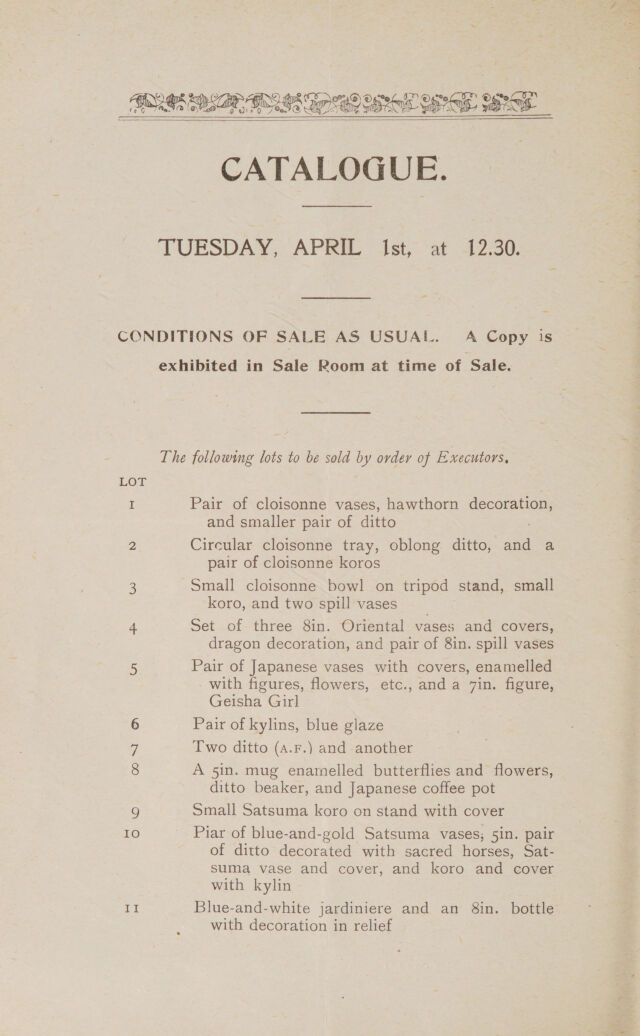 CATALOGUE.
TUESDAY, APRIL 1st, at 12.30.
CONDITIONS OF SALE AS USUAL. A Copy is
exhibited in Sale Room at time of Sale.
The following lots to be sold by order of Executors.
LOT
1 Pair of cloisonne vases, hawthorn decoration,
and smaller pair of ditto
2 Circular cloisonne tray, oblong ditto, and a
pair of cloisonne koros
3 Small cloisonne bowl on tripod stand, small
koro, and two spill vases
4 Set of three 8in. Oriental vases and covers,
dragon decoration, and pair of 8in. spill vases
5 Pair of Japanese vases with covers, enamelled
with figures, flowers, etc., and a 7in. figure,
Geisha Girl
6 Pair of kylins, blue glaze
7 Two ditto (A.F.) and another
8 A 5in. mug enamelled butterflies and flowers,
ditto beaker, and Japanese coffee pot
9 Small Satsuma koro on stand with cover
10 Piar of blue-and-gold Satsuma vases; 5in. pair
of ditto decorated with sacred horses, Sat-
suma vase and cover, and koro and cover
with kylin
11 Blue-and-white jardiniere and an 8in. bottle
with decoration in relief